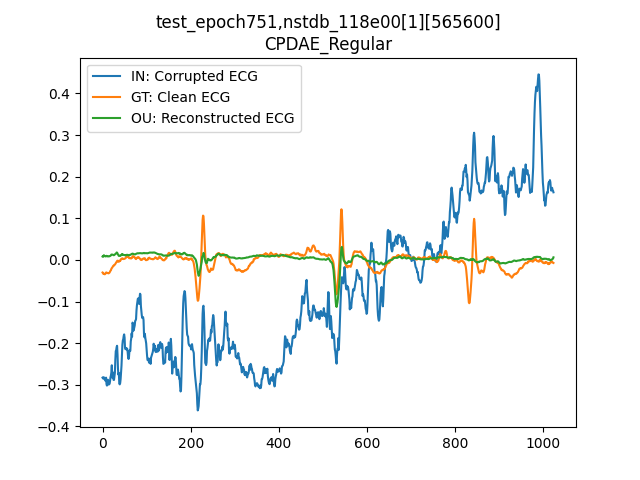 test_epoch751,nstdb_118e00[1][565600]
CPDAE_Regular
IN: Corrupted ECG
GT: Clean ECG
OU: Reconstructed ECG
0.4
0.3
0.2
0.1
0.0
−0.1
−0.2
−0.3
−0.4
0 200 400 600 800 1000